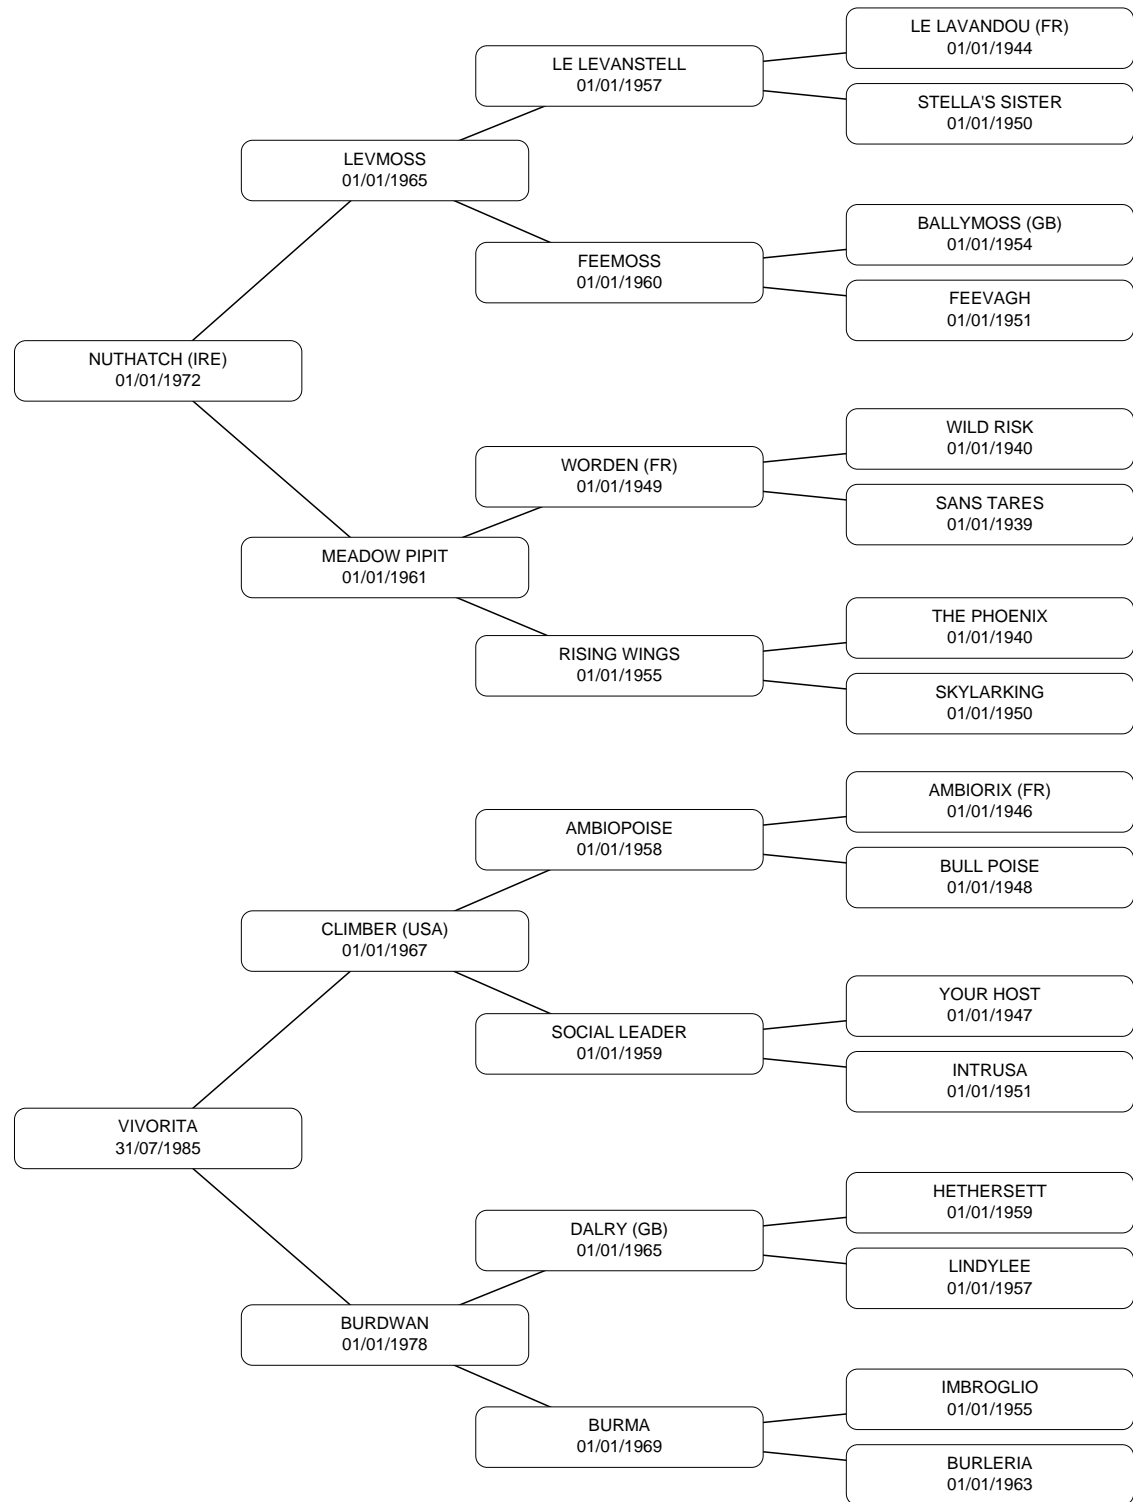 LE LAVANDOU (FR)
01/01/1944
LE LEVANSTELL
01/01/1957
STELLA'S SISTER
01/01/1950
LEVMOSS
01/01/1965
BALLYMOSS (GB)
01/01/1954
FEEMOSS
01/01/1960
FEEVAGH
01/01/1951
NUTHATCH (IRE)
01/01/1972
WILD RISK
01/01/1940
WORDEN (FR)
01/01/1949
SANS TARES
01/01/1939
MEADOW PIPIT
01/01/1961
THE PHOENIX
01/01/1940
RISING WINGS
01/01/1955
SKYLARKING
01/01/1950
AMBIORIX (FR)
01/01/1946
AMBIOPOISE
01/01/1958
BULL POISE
01/01/1948
CLIMBER (USA)
01/01/1967
YOUR HOST
01/01/1947
SOCIAL LEADER
01/01/1959
INTRUSA
01/01/1951
VIVORITA
31/07/1985
HETHERSETT
01/01/1959
DALRY (GB)
01/01/1965
LINDYLEE
01/01/1957
BURDWAN
01/01/1978
IMBROGLIO
01/01/1955
BURMA
01/01/1969
BURLERIA
01/01/1963